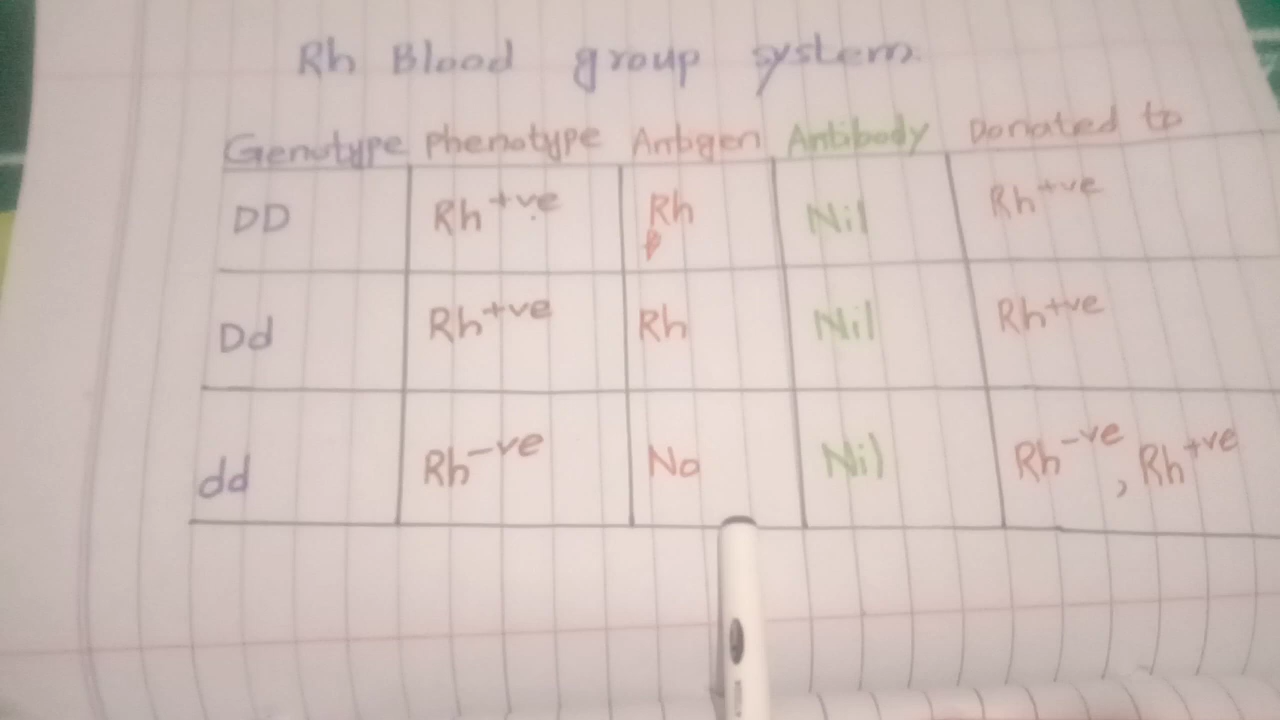 Rh Blood group system
Genotype Phenotype Antigen Antibody Donated to
DD Rh+ve Rh Nil Rh+ve
Dd Rh+ve Rh Nil Rh+ve
dd Rh-ve No Nil Rh-ve, Rh+ve